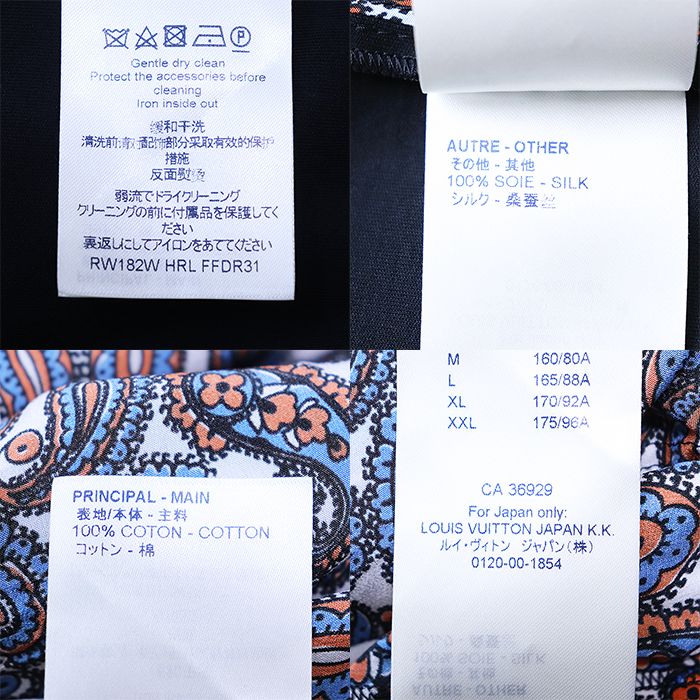 Gentle dry clean
Protect the accessories before
cleaning
Iron inside out
缓和干洗
清洗前,散配饰部分采取有效的保护
措施
反面熨烫
弱流でドライクリーニング
クリーニングの前に付属品を保護してく
ださい
裏返しにしてアイロンをあててください
RW182W HRL FFDR31
AUTRE - OTHER
その他 - 其他
100% SOIE - SILK
シルク - 桑蚕丝
PRINCIPAL - MAIN
表地/本体 - 主料
100% COTON - COTTON
コットン - 棉
M 160/80A
L 165/88A
XL 170/92A
XXL 175/96A
CA 36929
For Japan only:
LOUIS VUITTON JAPAN K.K.
ルイ・ヴィトン ジャパン(株)
0120-00-1854